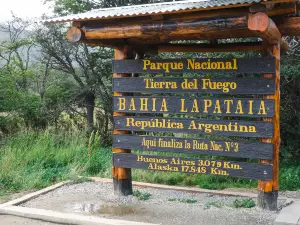 Parque Nacional
Tierra del Fuego
BAHIA LAPATAIA
República Argentina
Aquí finaliza la Ruta Nac. Nº 3
Buenos Aires 3.079 Km.
Alaska 17.848 Km.